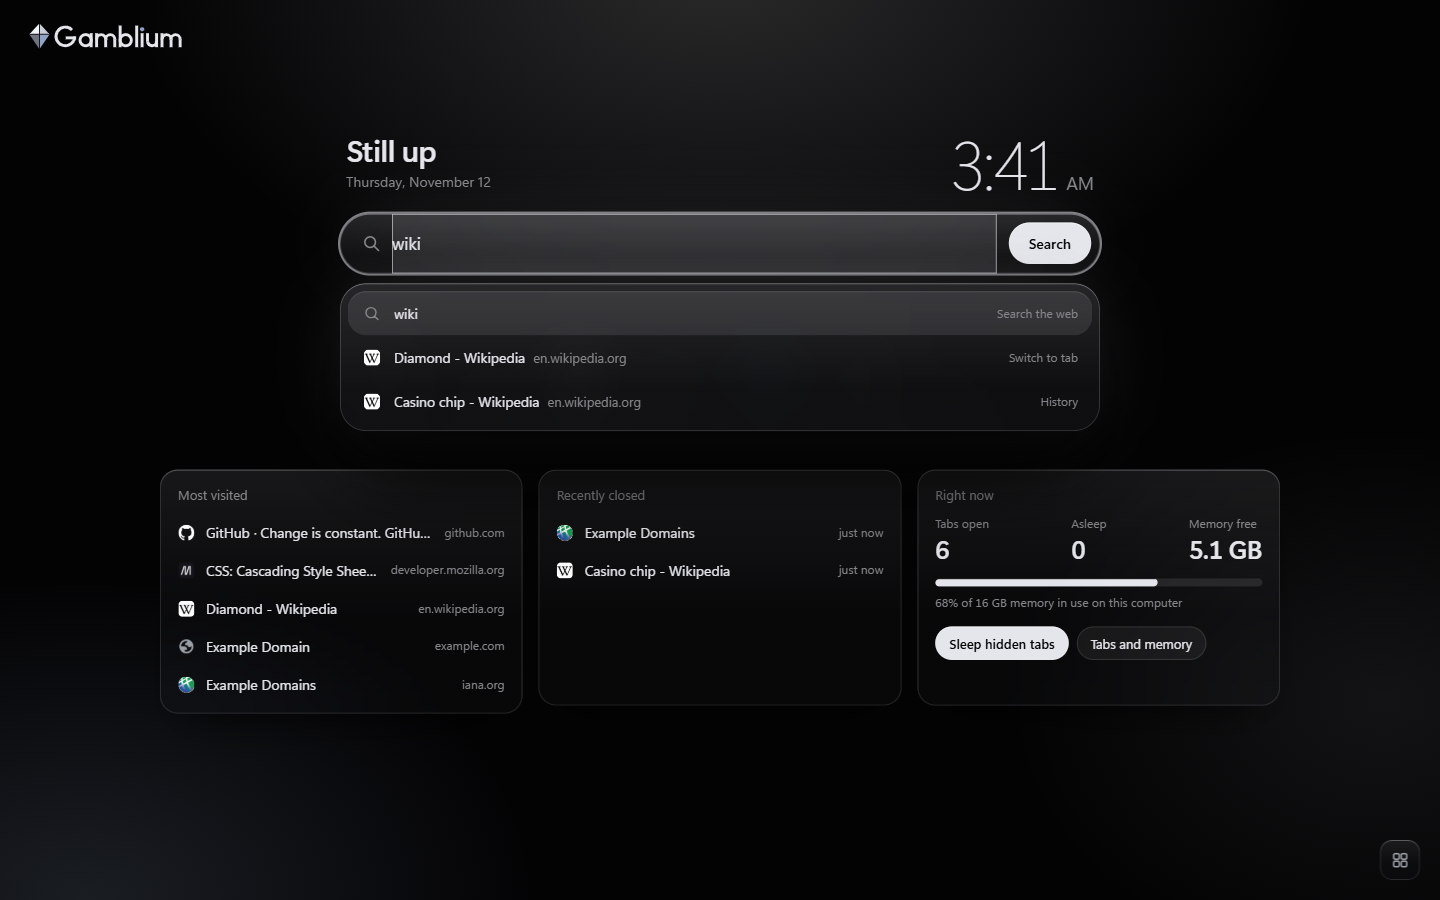 Gamblium
Still up
Thursday, November 12
3:41 AM
wiki
Search
wiki Search the web
Diamond - Wikipedia en.wikipedia.org Switch to tab
Casino chip - Wikipedia en.wikipedia.org History
Most visited
GitHub · Change is constant. GitHu... github.com
CSS: Cascading Style Shee... developer.mozilla.org
Diamond - Wikipedia en.wikipedia.org
Example Domain example.com
Example Domains iana.org
Recently closed
Example Domains just now
Casino chip - Wikipedia just now
Right now
Tabs open Asleep Memory free
6 0 5.1 GB
68% of 16 GB memory in use on this computer
Sleep hidden tabs Tabs and memory